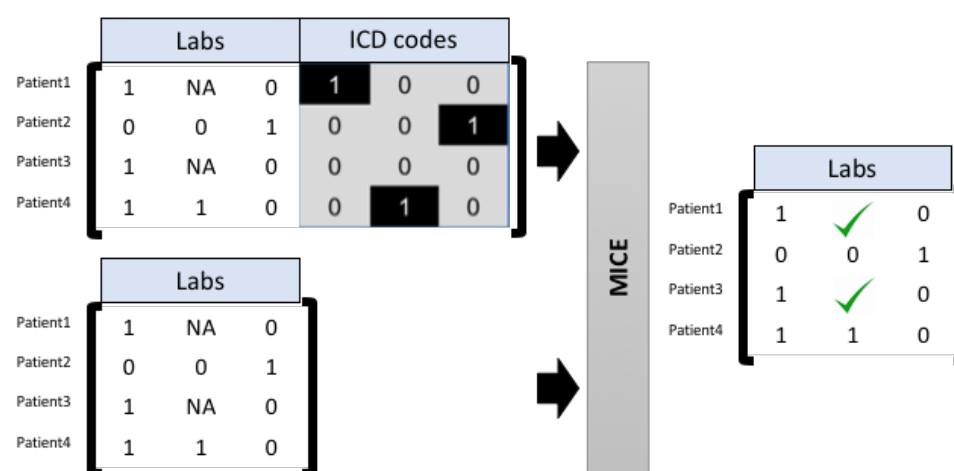 Labs ICD codes
Patient1 1 NA 0 1 0 0
Patient2 0 0 1 0 0 1
Patient3 1 NA 0 0 0 0
Patient4 1 1 0 0 1 0
Labs
Patient1 1 NA 0
Patient2 0 0 1
Patient3 1 NA 0
Patient4 1 1 0
MICE
Labs
Patient1 1 0
Patient2 0 0 1
Patient3 1 0
Patient4 1 1 0